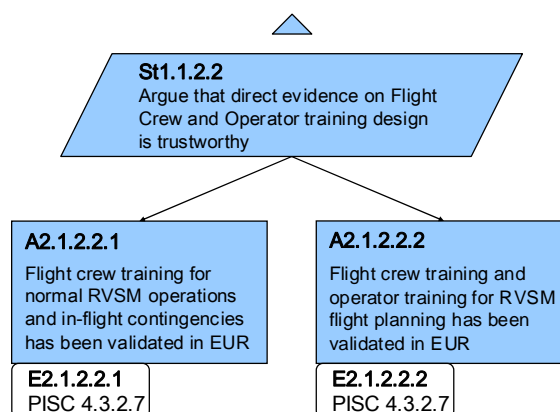 St1.1.2.2
Argue that direct evidence on Flight
Crew and Operator training design
is trustworthy
A2.1.2.2.1
Flight crew training for
normal RVSM operations
and in-flight contingencies
has been validated in EUR
E2.1.2.2.1
PISC 4.3.2.7
A2.1.2.2.2
Flight crew training and
operator training for RVSM
flight planning has been
validated in EUR
E2.1.2.2.2
PISC 4.3.2.7